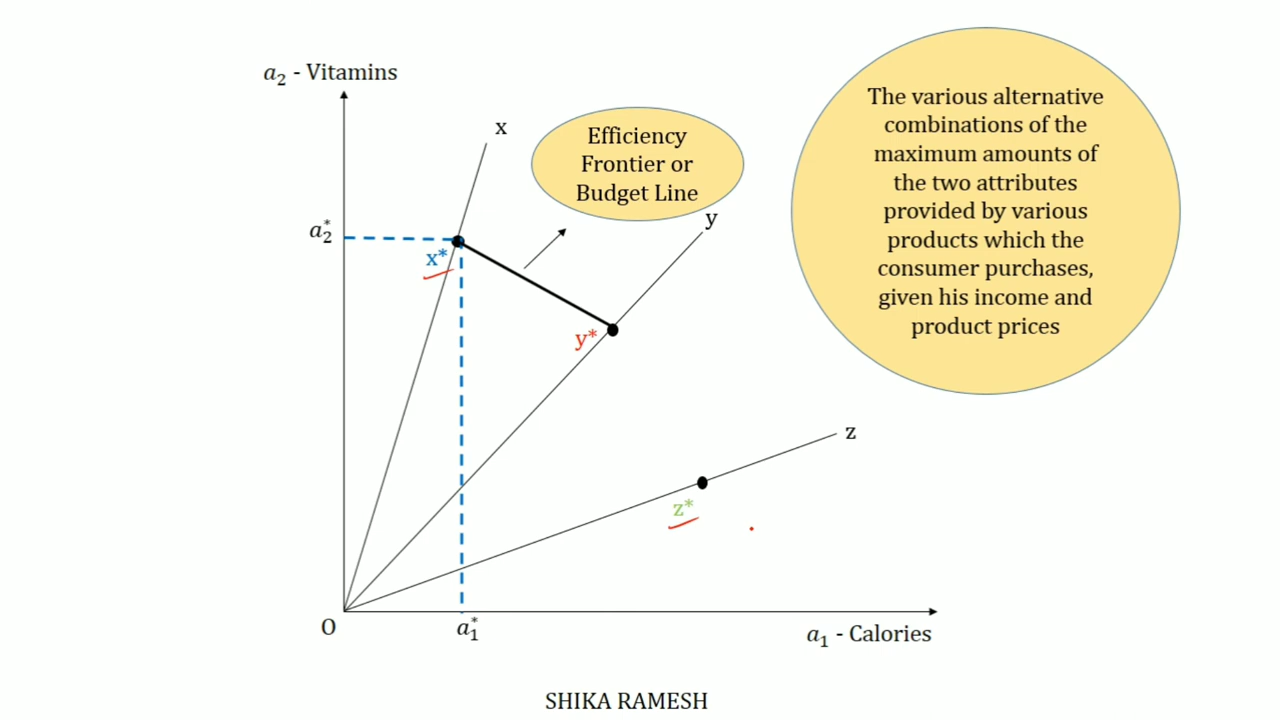 a₂ - Vitamins
x
Efficiency
Frontier or
Budget Line
The various alternative
combinations of the
maximum amounts of
the two attributes
provided by various
products which the
consumer purchases,
given his income and
product prices
y
a₂*
x*
y*
z
z*
O
a₁*
a₁ - Calories
SHIKA RAMESH